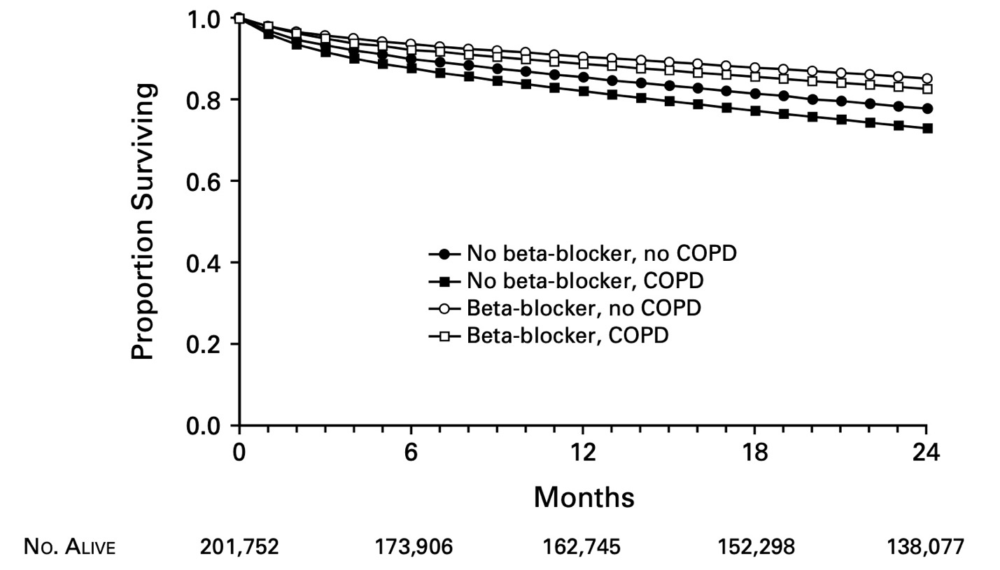 1.0
0.8
0.6
0.4
0.2
0.0
Proportion Surviving
No beta-blocker, no COPD
No beta-blocker, COPD
Beta-blocker, no COPD
Beta-blocker, COPD
0 6 12 18 24
Months
No. Alive 201,752 173,906 162,745 152,298 138,077